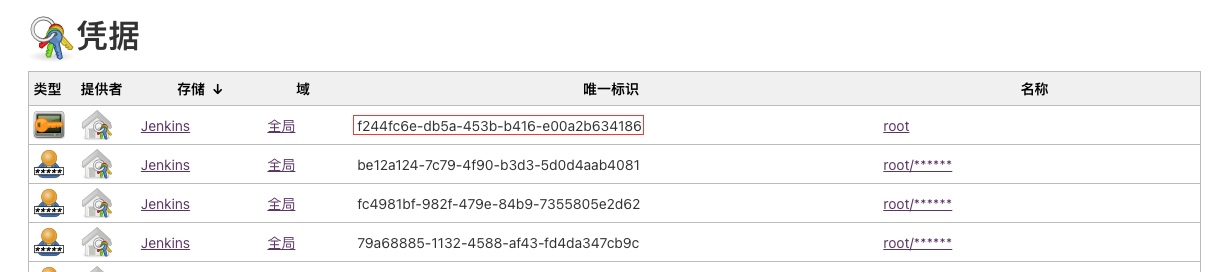 凭据
类型 提供者 存储 ↓ 域 唯一标识 名称
Jenkins 全局 f244fc6e-db5a-453b-b416-e00a2b634186 root
Jenkins 全局 be12a124-7c79-4f90-b3d3-5d0d4aab4081 root/******
Jenkins 全局 fc4981bf-982f-479e-84b9-7355805e2d62 root/******
Jenkins 全局 79a68885-1132-4588-af43-fd4da347cb9c root/******